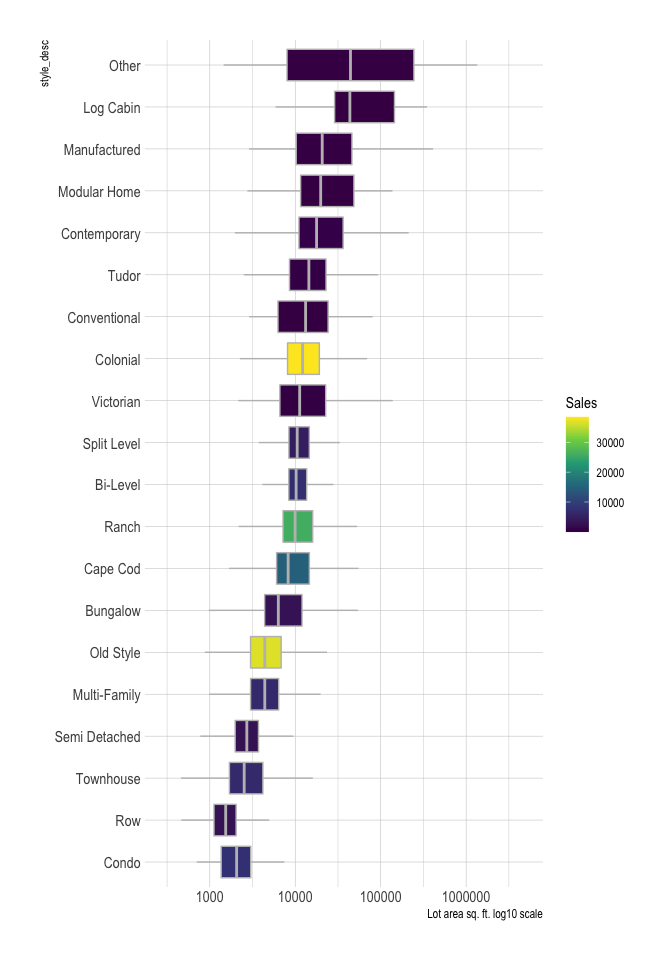 style_desc
Other
Log Cabin
Manufactured
Modular Home
Contemporary
Tudor
Conventional
Colonial
Victorian
Split Level
Bi-Level
Ranch
Cape Cod
Bungalow
Old Style
Multi-Family
Semi Detached
Townhouse
Row
Condo
1000 10000 100000 1000000
Lot area sq. ft. log10 scale
Sales
30000
20000
10000